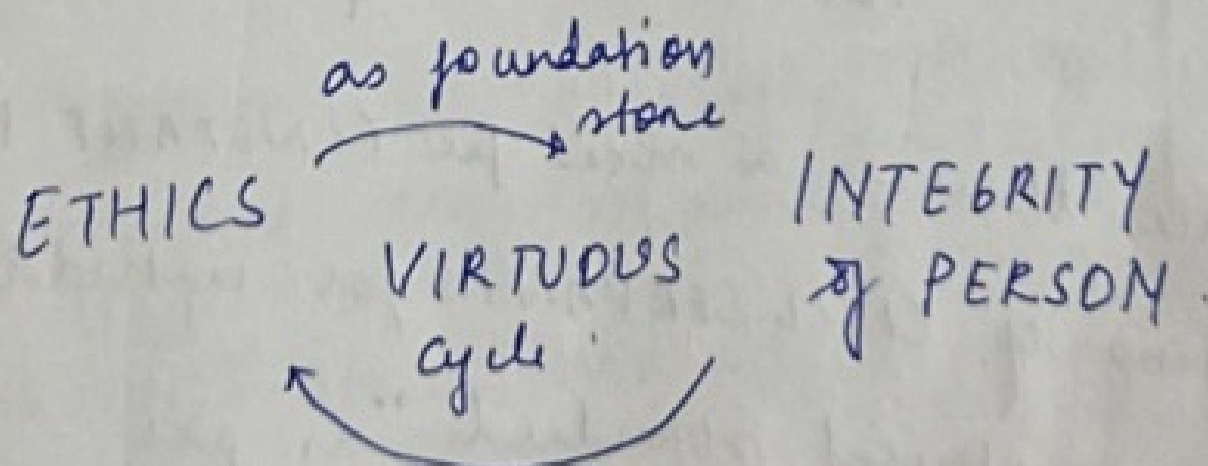 as foundation
stone
ETHICS
INTEGRITY
of PERSON
VIRTUOUS
cycle